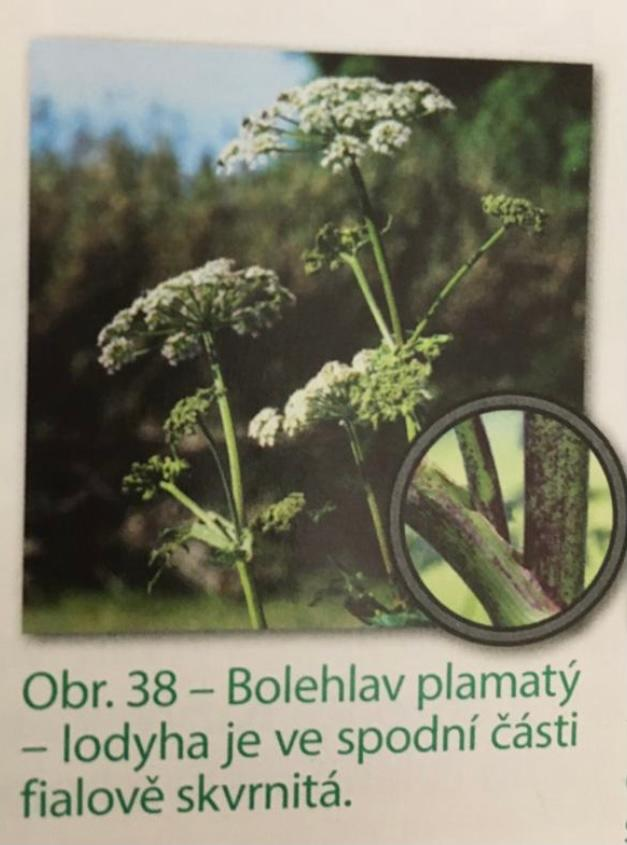 Obr. 38 – Bolehlav plamatý
– lodyha je ve spodní části
fialově skvrnitá.